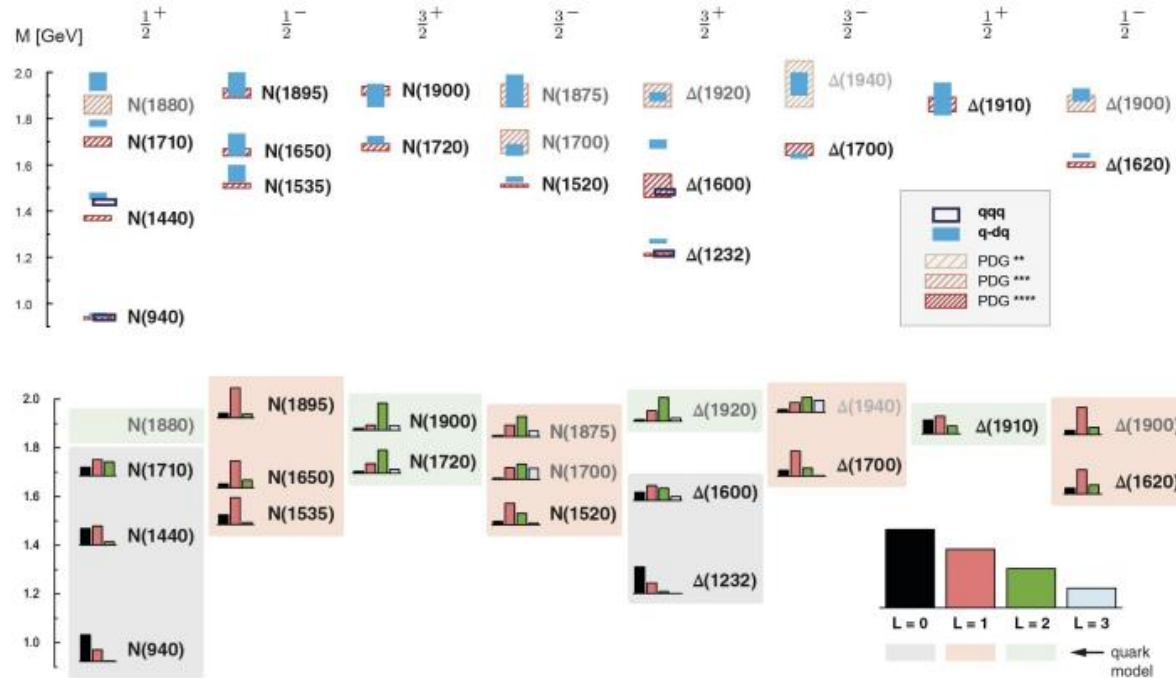 1/2⁺ 1/2⁻ 3/2⁺ 3/2⁻ 3/2⁺ 3/2⁻ 1/2⁺ 1/2⁻
M [GeV]
2.0
1.8
1.6
1.4
1.2
1.0
N(1880)
N(1710)
N(1440)
N(940)
N(1895)
N(1650)
N(1535)
N(1900)
N(1720)
N(1875)
N(1700)
N(1520)
Δ(1920)
Δ(1600)
Δ(1232)
Δ(1940)
Δ(1700)
Δ(1910)
Δ(1900)
Δ(1620)
qqq
q-dq
PDG **
PDG ***
PDG ****
2.0
1.8
1.6
1.4
1.2
1.0
N(1880)
N(1710)
N(1440)
N(940)
N(1895)
N(1650)
N(1535)
N(1900)
N(1720)
N(1875)
N(1700)
N(1520)
Δ(1920)
Δ(1600)
Δ(1232)
Δ(1940)
Δ(1700)
Δ(1910)
Δ(1900)
Δ(1620)
L = 0 L = 1 L = 2 L = 3
quark
model